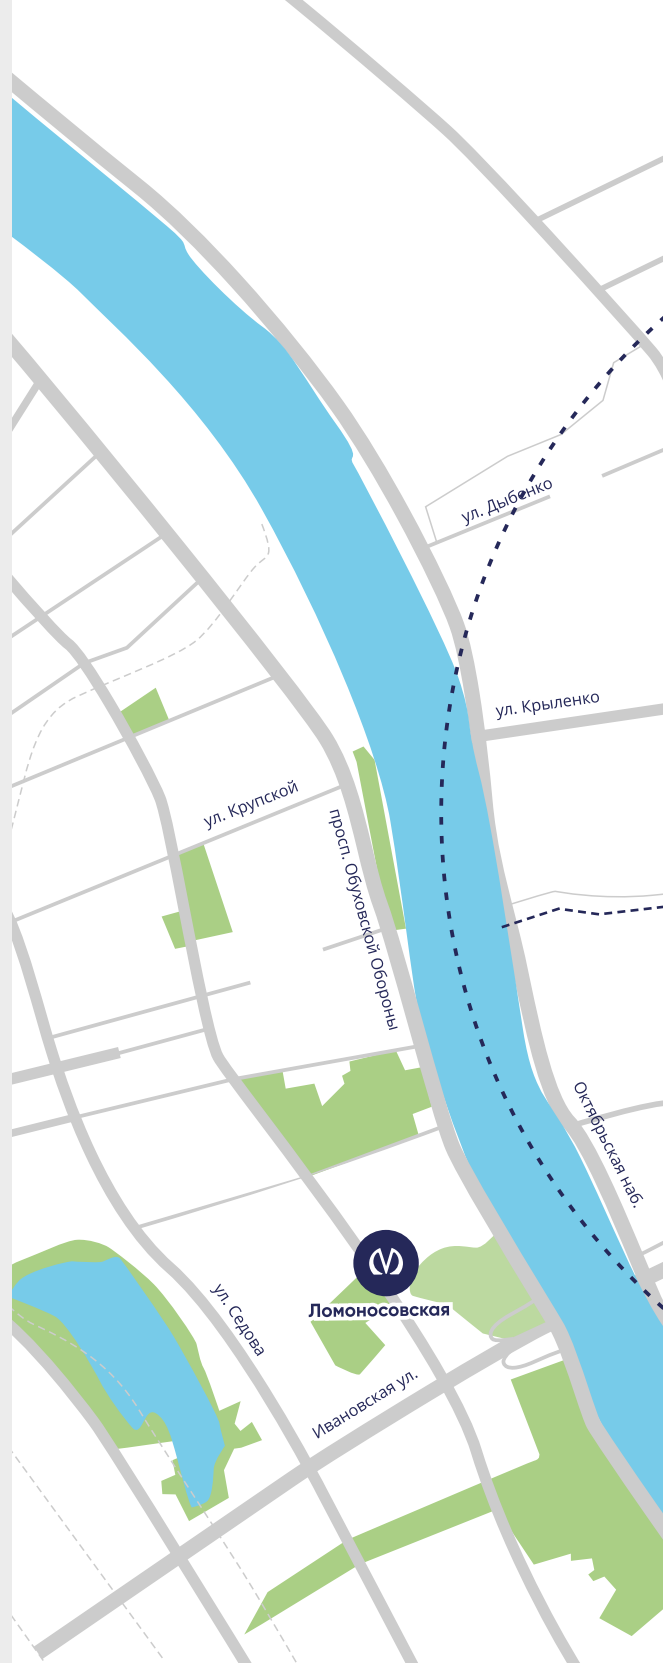 ул. Дыбенко
ул. Крыленко
ул. Крупской
просп. Обуховской Обороны
Октябрьская наб.
Ломоносовская
ул. Седова
Ивановская ул.